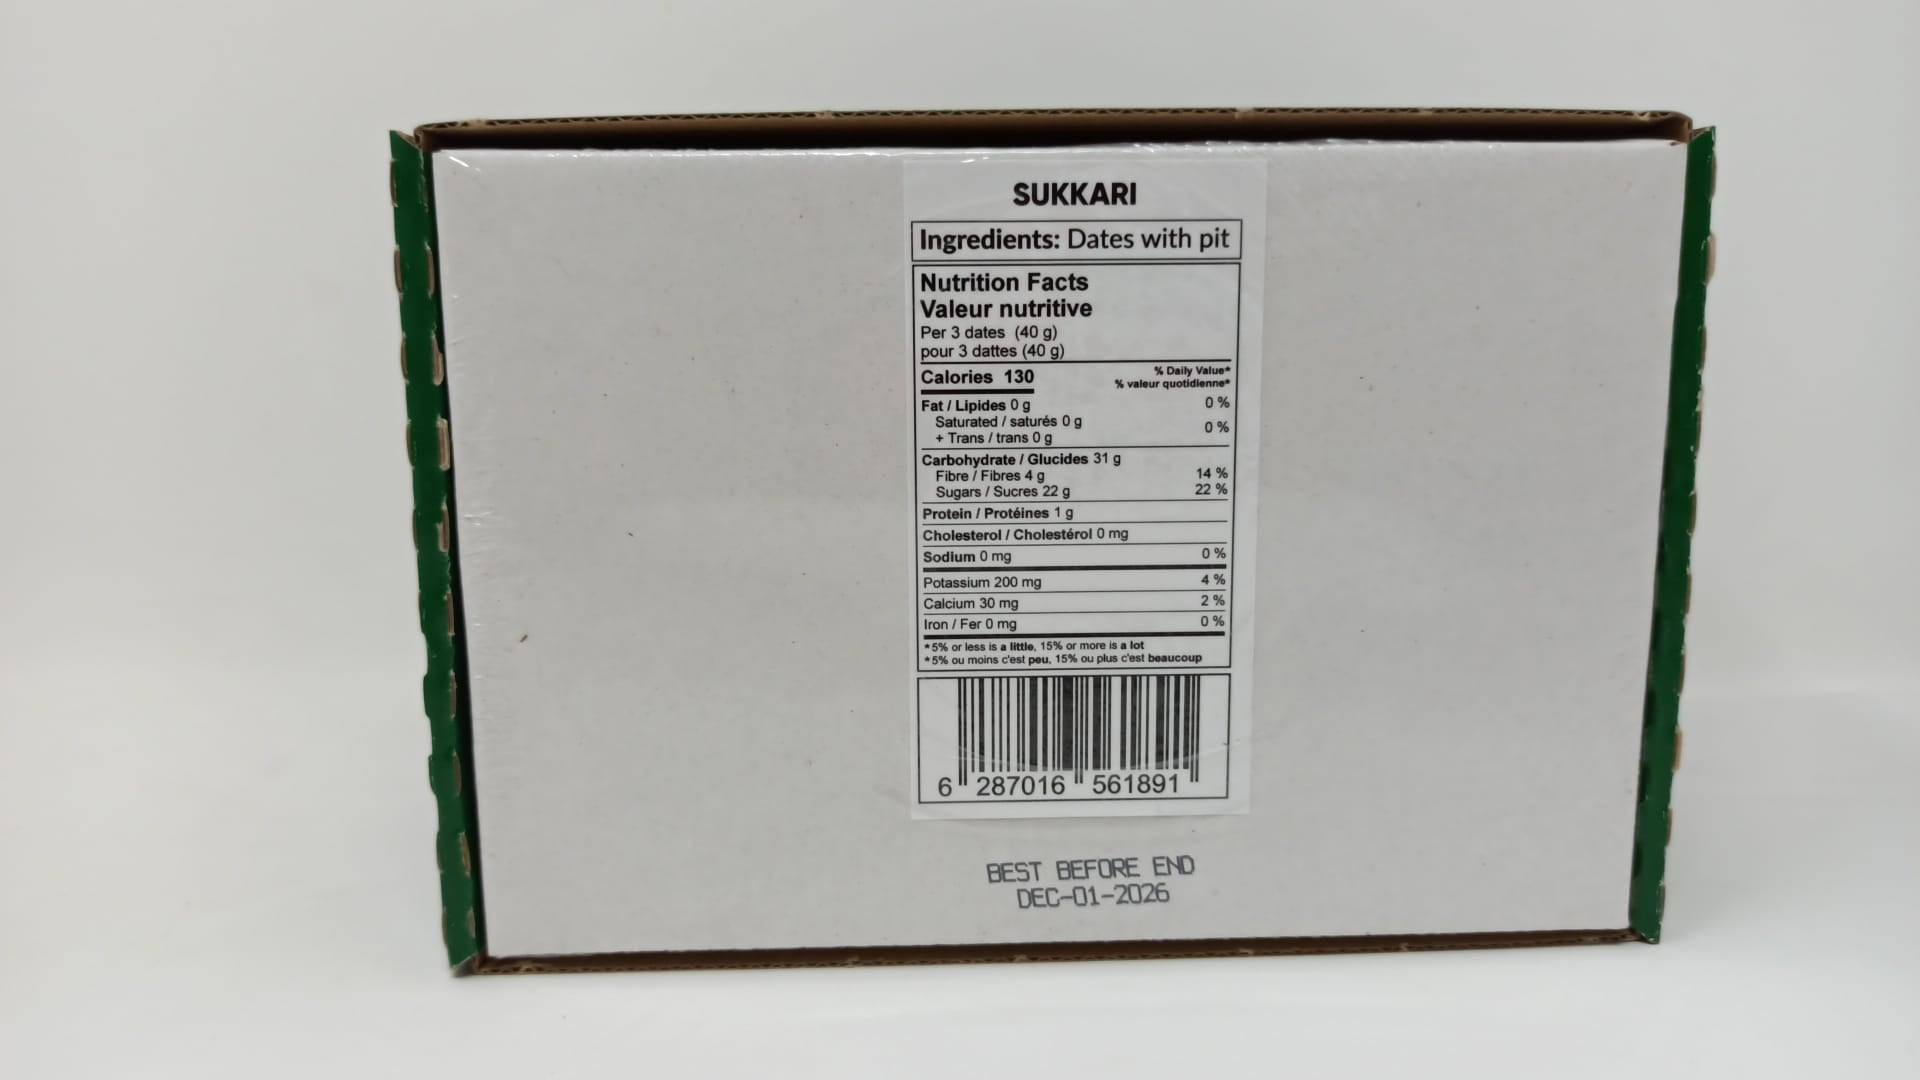 SUKKARI
Ingredients: Dates with pit
Nutrition Facts
Valeur nutritive
Per 3 dates (40 g)
pour 3 dattes (40 g)
Calories 130
% Daily Value*
% valeur quotidienne*
Fat / Lipides 0 g 0 %
Saturated / saturés 0 g
+ Trans / trans 0 g 0 %
Carbohydrate / Glucides 31 g
Fibre / Fibres 4 g 14 %
Sugars / Sucres 22 g 22 %
Protein / Protéines 1 g
Cholesterol / Cholestérol 0 mg
Sodium 0 mg 0 %
Potassium 200 mg 4 %
Calcium 30 mg 2 %
Iron / Fer 0 mg 0 %
*5% or less is a little, 15% or more is a lot
*5% ou moins c'est peu, 15% ou plus c'est beaucoup
6 287016 561891
BEST BEFORE END
DEC-01-2026